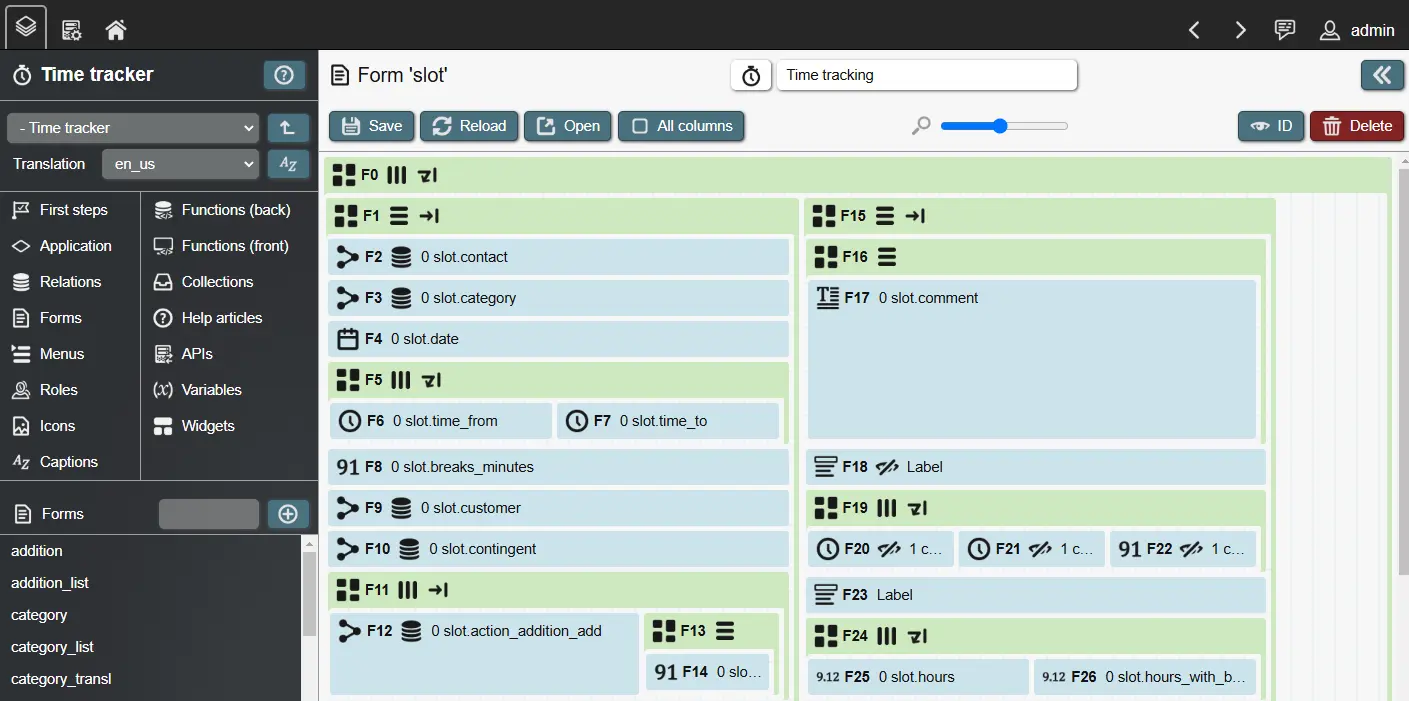 admin
Time tracker
Form 'slot'
Time tracking
- Time tracker
Save
Reload
Open
All columns
ID
Delete
Translation
en_us
AZ
First steps
Functions (back)
Application
Functions (front)
Relations
Collections
Forms
Help articles
Menus
APIs
Roles
Variables
Icons
Widgets
AZ Captions
Forms
addition
addition_list
category
category_list
category_transl
F0
F1
F2 0 slot.contact
F3 0 slot.category
F4 0 slot.date
F5
F6 0 slot.time_from
F7 0 slot.time_to
91 F8 0 slot.breaks_minutes
F9 0 slot.customer
F10 0 slot.contingent
F11
F12 0 slot.action_addition_add
F13
91 F14 0 slo...
F15
F16
F17 0 slot.comment
F18 Label
F19
F20 1 c...
F21 1 c...
91 F22 1 c...
F23 Label
F24
9.12 F25 0 slot.hours
9.12 F26 0 slot.hours_with_b...